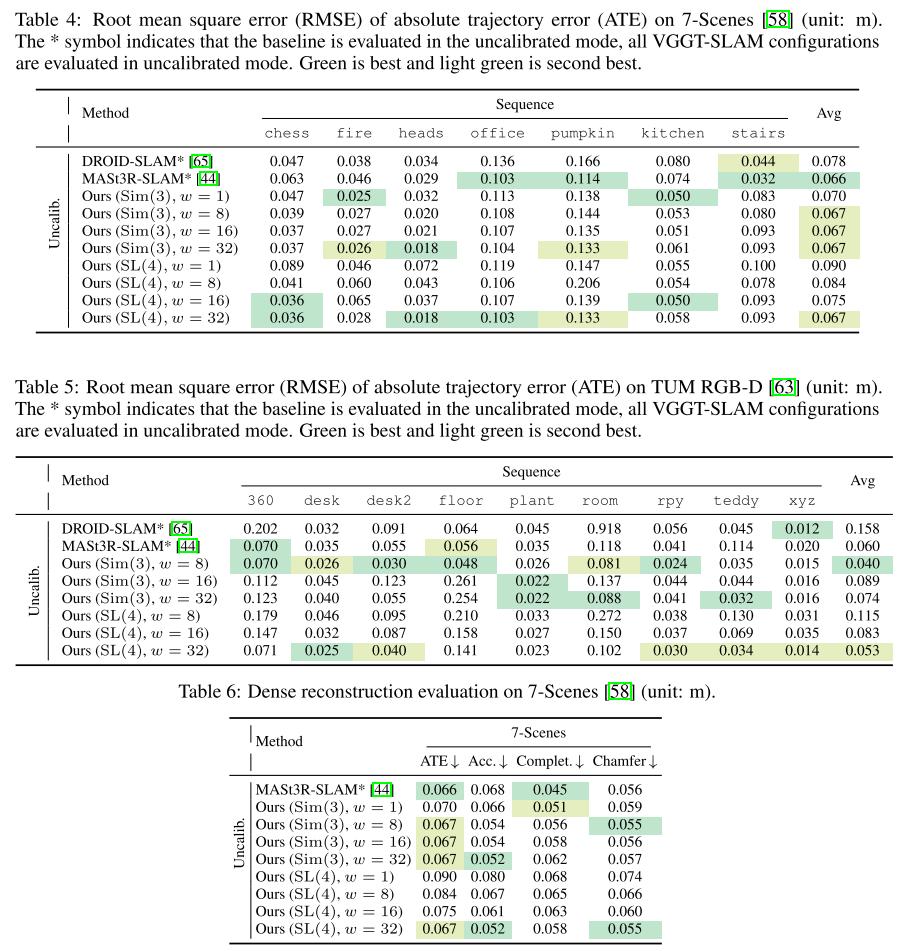 Table 4: Root mean square error (RMSE) of absolute trajectory error (ATE) on 7-Scenes [58] (unit: m).
The * symbol indicates that the baseline is evaluated in the uncalibrated mode, all VGGT-SLAM configurations
are evaluated in uncalibrated mode. Green is best and light green is second best.
Method Sequence Avg
chess fire heads office pumpkin kitchen stairs
Uncalib.
DROID-SLAM* [65] 0.047 0.038 0.034 0.136 0.166 0.080 0.044 0.078
MASt3R-SLAM* [44] 0.063 0.046 0.029 0.103 0.114 0.074 0.032 0.066
Ours (Sim(3), w = 1) 0.047 0.025 0.032 0.113 0.138 0.050 0.083 0.070
Ours (Sim(3), w = 8) 0.039 0.027 0.020 0.108 0.144 0.053 0.080 0.067
Ours (Sim(3), w = 16) 0.037 0.027 0.021 0.107 0.135 0.051 0.093 0.067
Ours (Sim(3), w = 32) 0.037 0.026 0.018 0.104 0.133 0.061 0.093 0.067
Ours (SL(4), w = 1) 0.089 0.046 0.072 0.119 0.147 0.055 0.100 0.090
Ours (SL(4), w = 8) 0.041 0.060 0.043 0.106 0.206 0.054 0.078 0.084
Ours (SL(4), w = 16) 0.036 0.065 0.037 0.107 0.139 0.050 0.093 0.075
Ours (SL(4), w = 32) 0.036 0.028 0.018 0.103 0.133 0.058 0.093 0.067
Table 5: Root mean square error (RMSE) of absolute trajectory error (ATE) on TUM RGB-D [63] (unit: m).
The * symbol indicates that the baseline is evaluated in the uncalibrated mode, all VGGT-SLAM configurations
are evaluated in uncalibrated mode. Green is best and light green is second best.
Method Sequence Avg
360 desk desk2 floor plant room rpy teddy xyz
Uncalib.
DROID-SLAM* [65] 0.202 0.032 0.091 0.064 0.045 0.918 0.056 0.045 0.012 0.158
MASt3R-SLAM* [44] 0.070 0.035 0.055 0.056 0.035 0.118 0.041 0.114 0.020 0.060
Ours (Sim(3), w = 8) 0.070 0.026 0.030 0.048 0.026 0.081 0.024 0.035 0.015 0.040
Ours (Sim(3), w = 16) 0.112 0.045 0.123 0.261 0.022 0.137 0.044 0.044 0.016 0.089
Ours (Sim(3), w = 32) 0.123 0.040 0.055 0.254 0.022 0.088 0.041 0.032 0.016 0.074
Ours (SL(4), w = 8) 0.179 0.046 0.095 0.210 0.033 0.272 0.038 0.130 0.031 0.115
Ours (SL(4), w = 16) 0.147 0.032 0.087 0.158 0.027 0.150 0.037 0.069 0.035 0.083
Ours (SL(4), w = 32) 0.071 0.025 0.040 0.141 0.023 0.102 0.030 0.034 0.014 0.053
Table 6: Dense reconstruction evaluation on 7-Scenes [58] (unit: m).
Method 7-Scenes
ATE↓ Acc.↓ Complet.↓ Chamfer↓
Uncalib.
MASt3R-SLAM* [44] 0.066 0.068 0.045 0.056
Ours (Sim(3), w = 1) 0.070 0.066 0.051 0.059
Ours (Sim(3), w = 8) 0.067 0.054 0.056 0.055
Ours (Sim(3), w = 16) 0.067 0.054 0.058 0.056
Ours (Sim(3), w = 32) 0.067 0.052 0.062 0.057
Ours (SL(4), w = 1) 0.090 0.080 0.068 0.074
Ours (SL(4), w = 8) 0.084 0.067 0.065 0.066
Ours (SL(4), w = 16) 0.075 0.061 0.063 0.060
Ours (SL(4), w = 32) 0.067 0.052 0.058 0.055